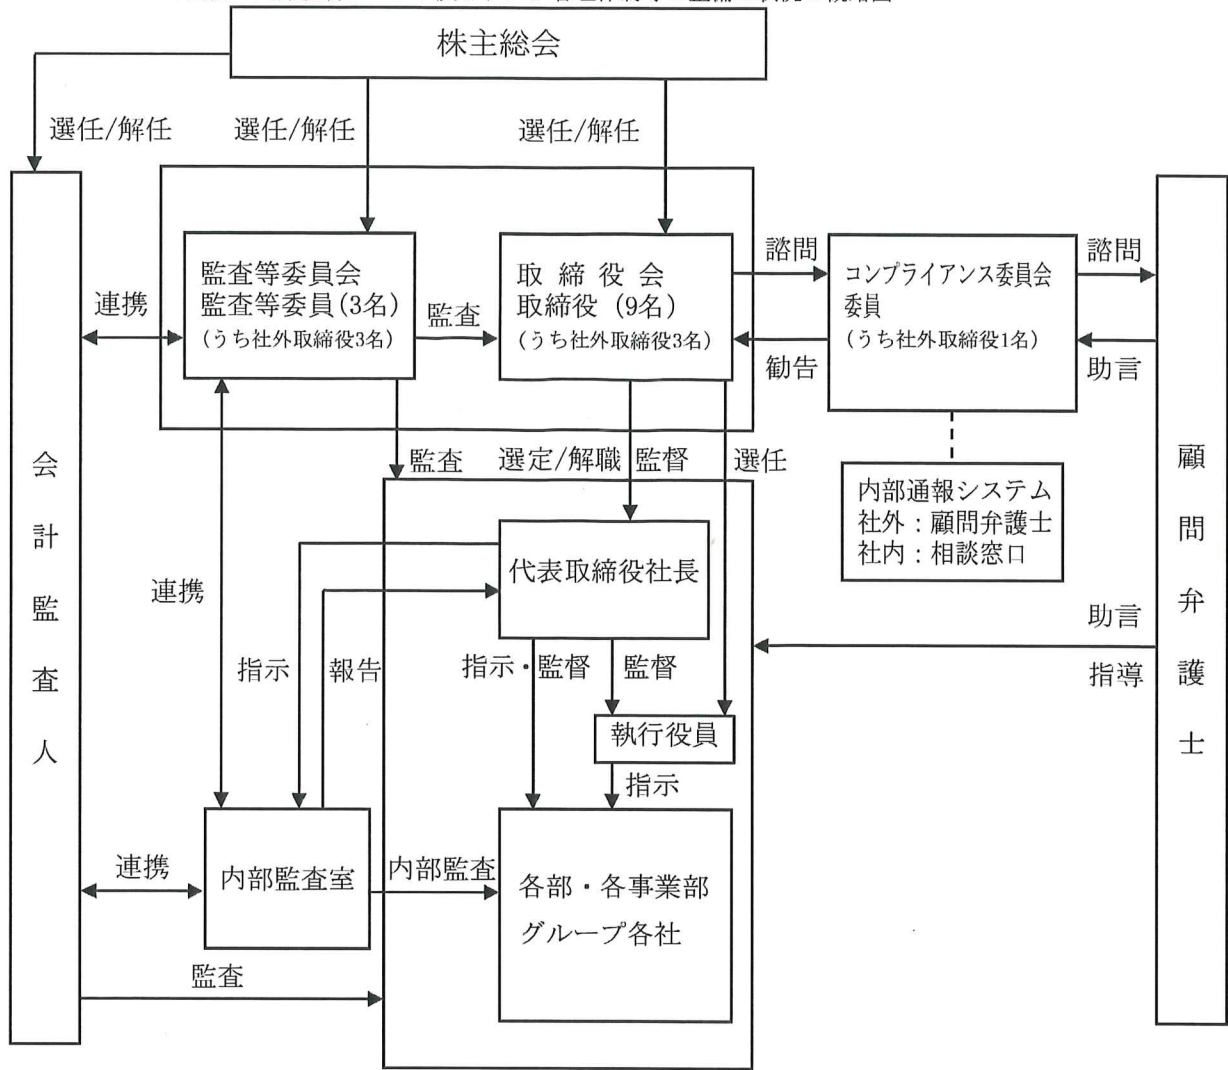 株主総会
選任/解任
選任/解任
選任/解任
監査等委員会
監査等委員(3名)
(うち社外取締役3名)
取締役会
取締役(9名)
(うち社外取締役3名)
コンプライアンス委員会
委員
(うち社外取締役1名)
諮問
諮問
連携
監査
勧告
助言
会計監査人
顧問弁護士
監査
選定/解職
監督
選任
内部通報システム
社外:顧問弁護士
社内:相談窓口
代表取締役社長
連携
指示
報告
指示・監督
監督
助言
指導
執行役員
指示
連携
内部監査室
内部監査
各部・各事業部
グループ各社
監査